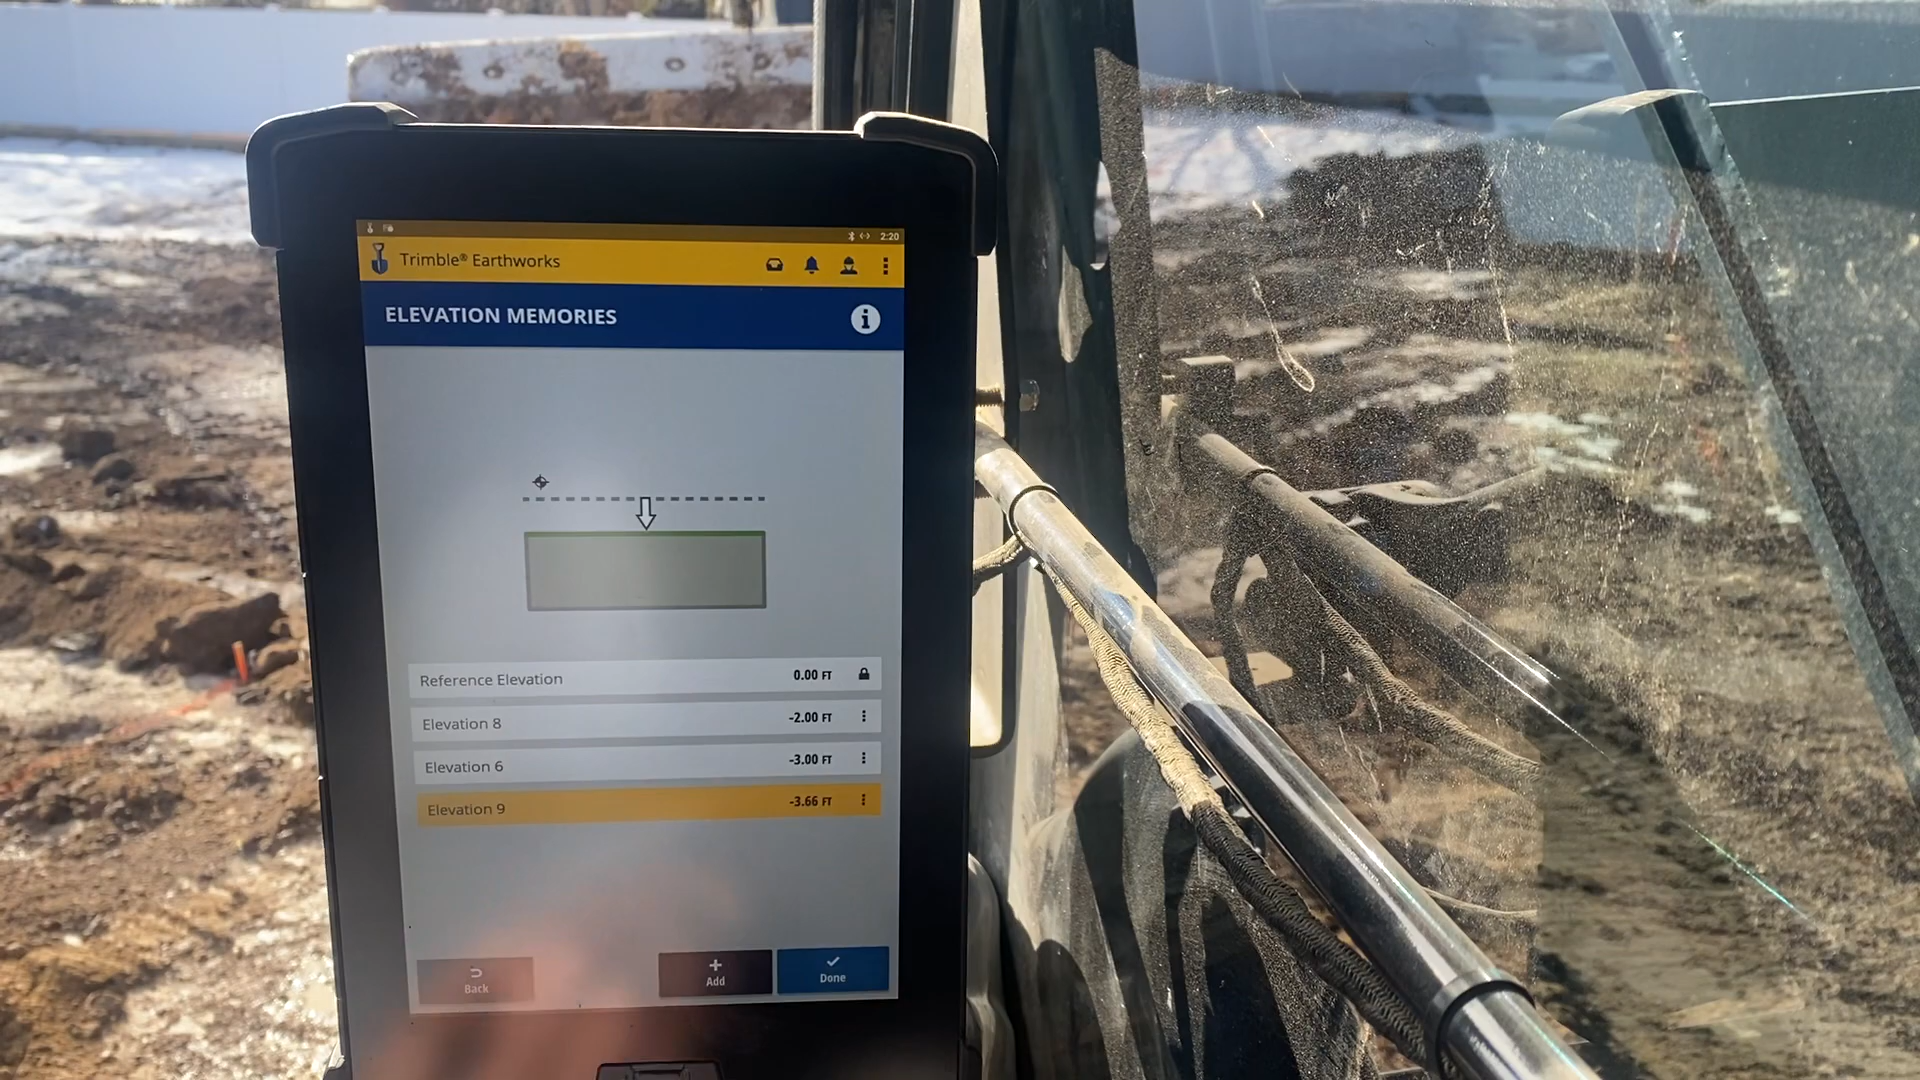 2:20
Trimble® Earthworks
ELEVATION MEMORIES
Reference Elevation 0.00 FT
Elevation 8 -2.00 FT
Elevation 6 -3.00 FT
Elevation 9 -3.66 FT
Back Add Done